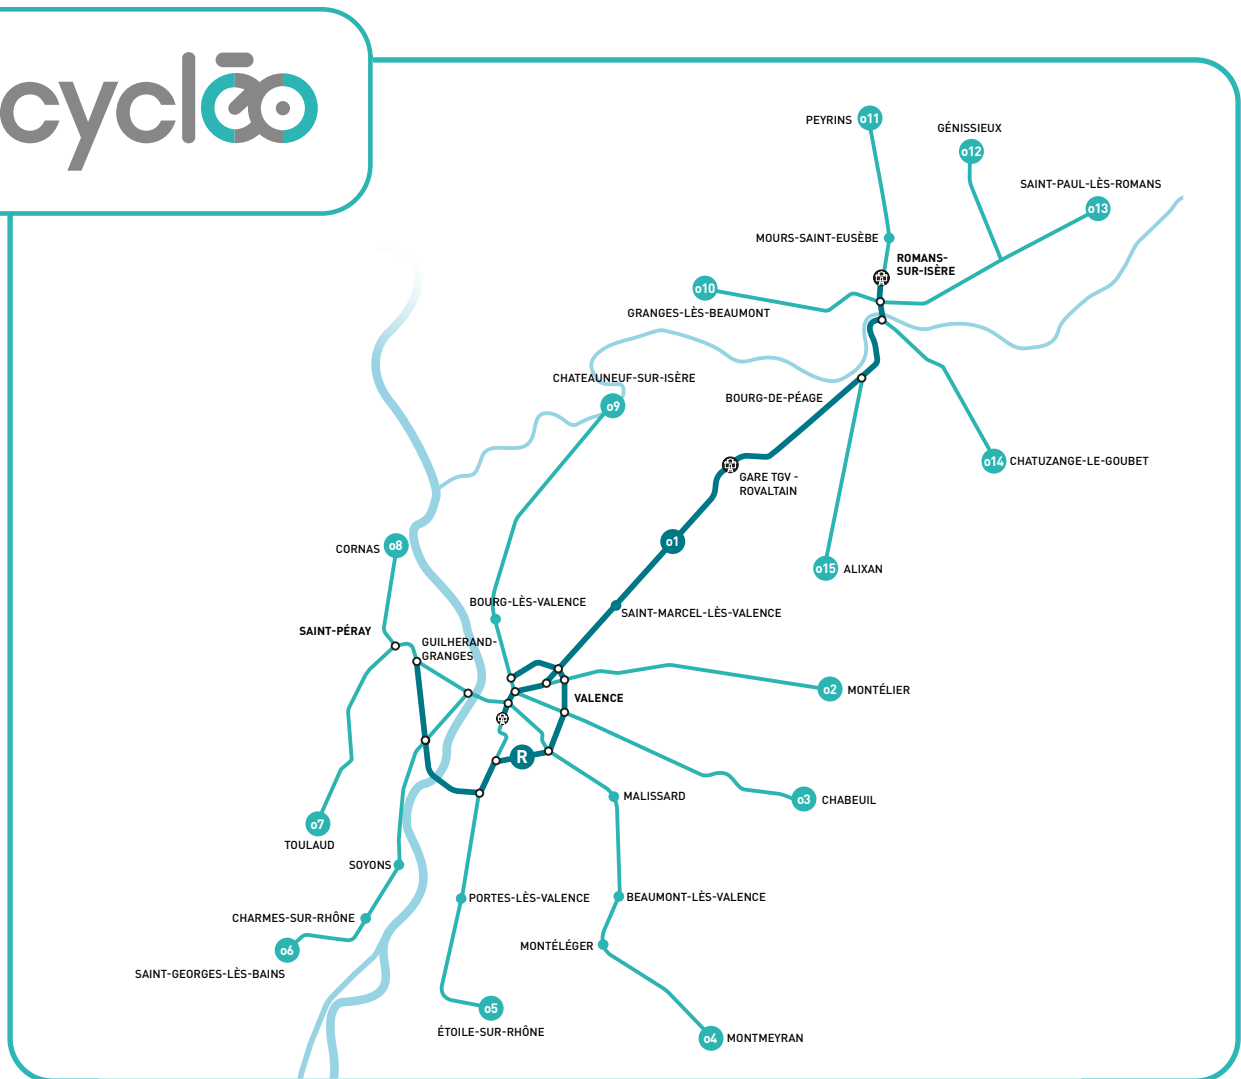 cyclēo
PEYRINS
o11
GÉNISSIEUX
o12
SAINT-PAUL-LÈS-ROMANS
o13
MOURS-SAINT-EUSÈBE
ROMANS-
SUR-ISÈRE
o10
GRANGES-LÈS-BEAUMONT
CHATEAUNEUF-SUR-ISÈRE
o9
BOURG-DE-PÉAGE
o14
CHATUZANGE-LE-GOUBET
GARE TGV -
ROVALTAIN
o1
CORNAS
o8
o15
ALIXAN
BOURG-LÈS-VALENCE
SAINT-MARCEL-LÈS-VALENCE
SAINT-PÉRAY
GUILHERAND-
GRANGES
o2
MONTÉLIER
VALENCE
R
MALISSARD
o3
CHABEUIL
o7
TOULAUD
SOYONS
PORTES-LÈS-VALENCE
BEAUMONT-LÈS-VALENCE
CHARMES-SUR-RHÔNE
o6
SAINT-GEORGES-LÈS-BAINS
MONTÉLÉGER
o5
ÉTOILE-SUR-RHÔNE
o4
MONTMEYRAN